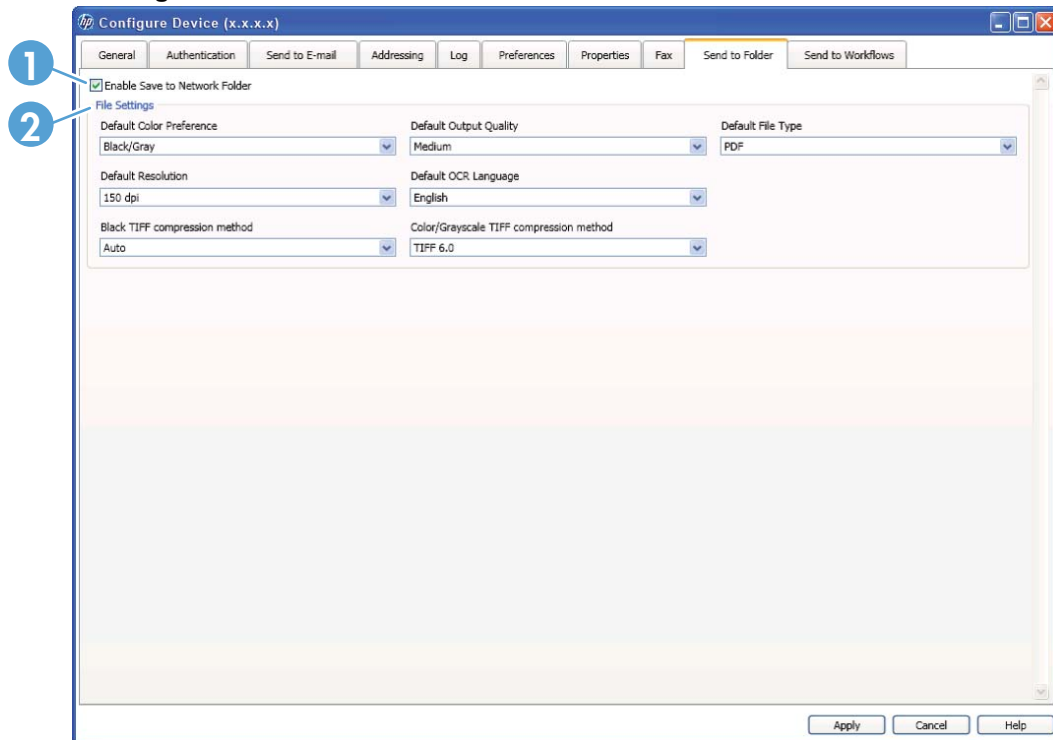 hp Configure Device (x.x.x.x)
General Authentication Send to E-mail Addressing Log Preferences Properties Fax Send to Folder Send to Workflows
1
Enable Save to Network Folder
2
File Settings
Default Color Preference Default Output Quality Default File Type
Black/Gray Medium PDF
Default Resolution Default OCR Language
150 dpi English
Black TIFF compression method Color/Grayscale TIFF compression method
Auto TIFF 6.0
Apply Cancel Help